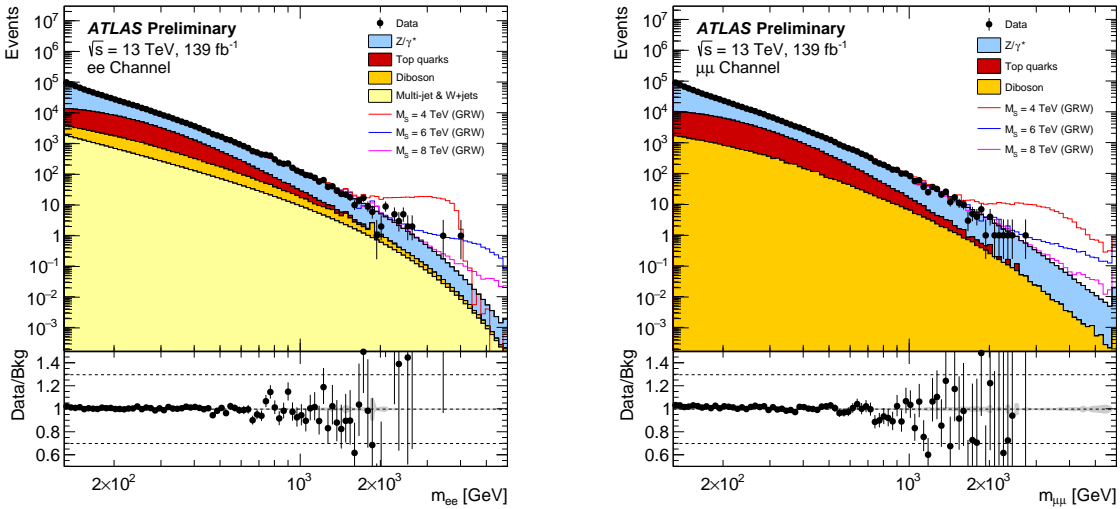 Events
ATLAS Preliminary
√s = 13 TeV, 139 fb⁻¹
ee Channel
Data
Z/γ*
Top quarks
Diboson
Multi-jet & W+jets
M_S = 4 TeV (GRW)
M_S = 6 TeV (GRW)
M_S = 8 TeV (GRW)
10⁷
10⁶
10⁵
10⁴
10³
10²
10
1
10⁻¹
10⁻²
10⁻³
Data/Bkg
1.4
1.2
1
0.8
0.6
2×10² 10³ 2×10³
m_ee [GeV]
Events
ATLAS Preliminary
√s = 13 TeV, 139 fb⁻¹
μμ Channel
Data
Z/γ*
Top quarks
Diboson
M_S = 4 TeV (GRW)
M_S = 6 TeV (GRW)
M_S = 8 TeV (GRW)
10⁷
10⁶
10⁵
10⁴
10³
10²
10
1
10⁻¹
10⁻²
10⁻³
Data/Bkg
1.4
1.2
1
0.8
0.6
2×10² 10³ 2×10³
m_μμ [GeV]